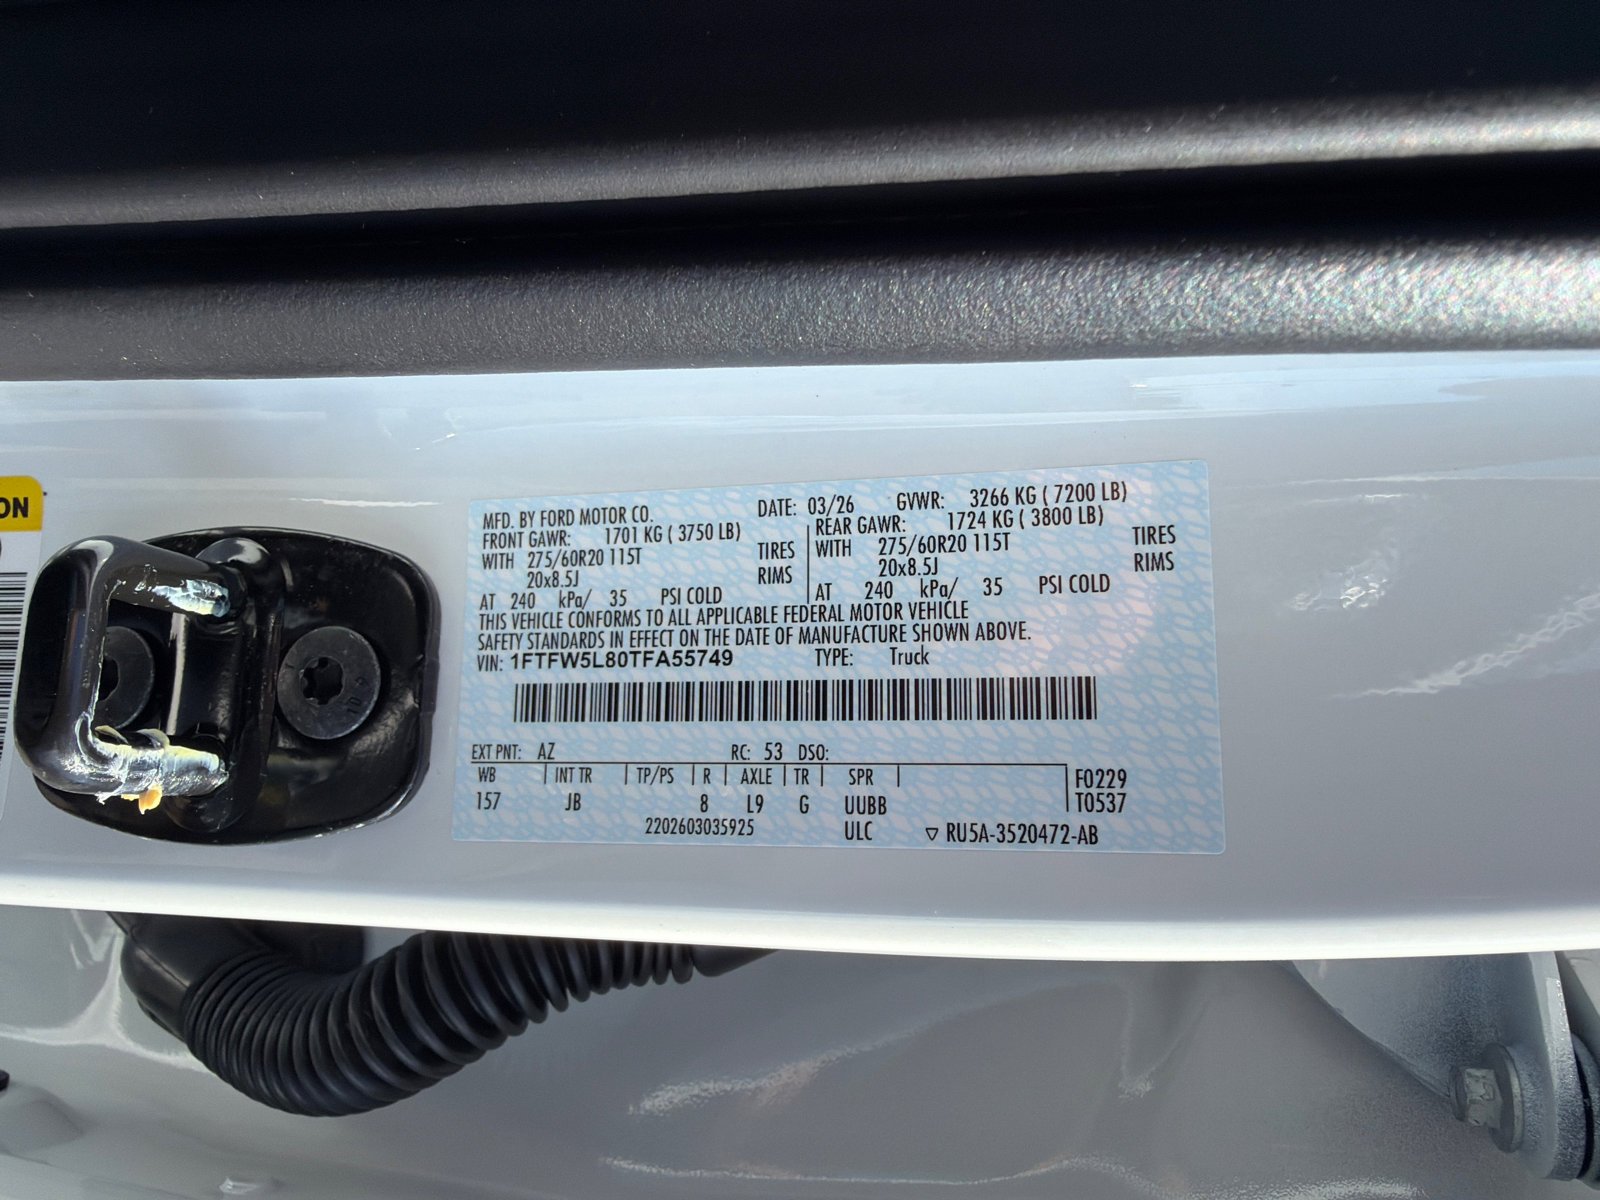 ON
MFD. BY FORD MOTOR CO. DATE: 03/26 GVWR: 3266 KG ( 7200 LB)
FRONT GAWR: 1701 KG ( 3750 LB) REAR GAWR: 1724 KG ( 3800 LB)
WITH 275/60R20 115T TIRES WITH 275/60R20 115T TIRES
20x8.5J RIMS 20x8.5J RIMS
AT 240 kPa/ 35 PSI COLD AT 240 kPa/ 35 PSI COLD
THIS VEHICLE CONFORMS TO ALL APPLICABLE FEDERAL MOTOR VEHICLE
SAFETY STANDARDS IN EFFECT ON THE DATE OF MANUFACTURE SHOWN ABOVE.
VIN: 1FTFW5L80TFA55749 TYPE: Truck
EXT PNT: AZ RC: 53 DSO:
WB INT TR TP/PS R AXLE TR SPR F0229
157 JB 8 L9 G UUBB T0537
2202603035925 ULC ▽ RU5A-3520472-AB
10.9